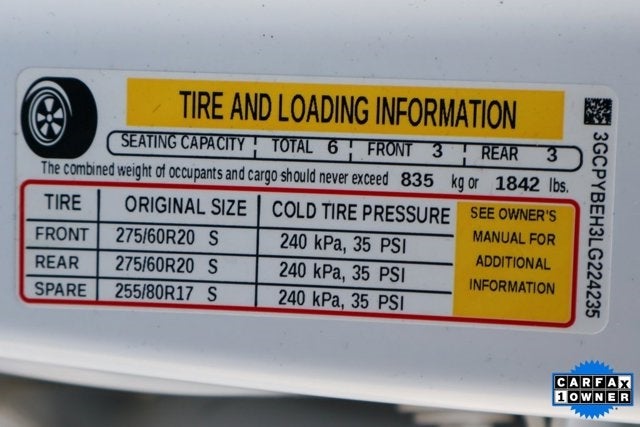 TIRE AND LOADING INFORMATION
SEATING CAPACITY TOTAL 6 FRONT 3 REAR 3
The combined weight of occupants and cargo should never exceed 835 kg or 1842 lbs.
TIRE ORIGINAL SIZE COLD TIRE PRESSURE
FRONT 275/60R20 S 240 kPa, 35 PSI
REAR 275/60R20 S 240 kPa, 35 PSI
SPARE 255/80R17 S 240 kPa, 35 PSI
SEE OWNER'S
MANUAL FOR
ADDITIONAL
INFORMATION
3GCPYBEH3LG224235
CARFAX
1 OWNER